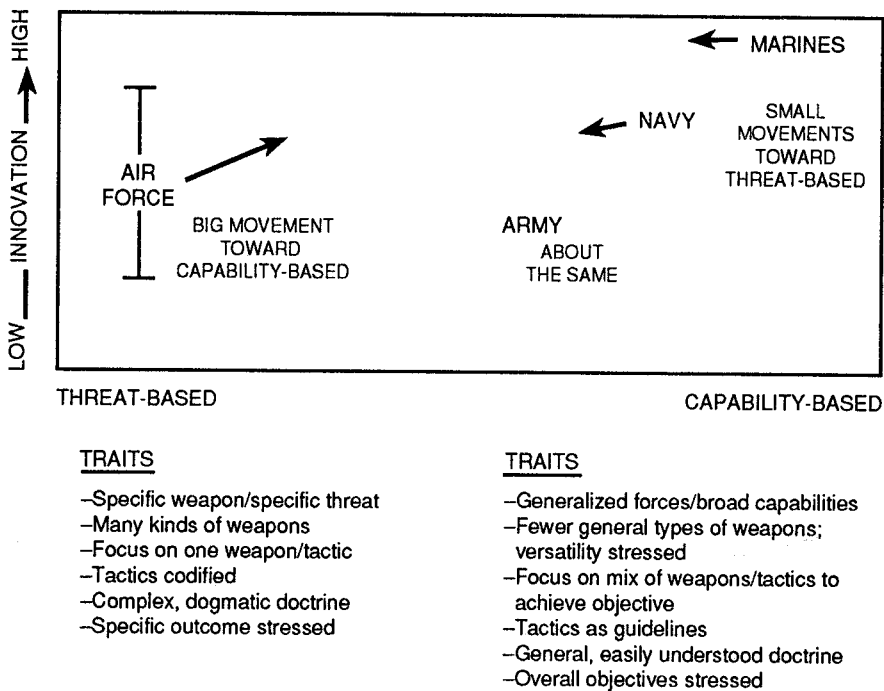 HIGH
INNOVATION
LOW
MARINES
NAVY
SMALL
MOVEMENTS
TOWARD
THREAT-BASED
AIR
FORCE
BIG MOVEMENT
TOWARD
CAPABILITY-BASED
ARMY
ABOUT
THE SAME
THREAT-BASED
CAPABILITY-BASED
TRAITS
–Specific weapon/specific threat
–Many kinds of weapons
–Focus on one weapon/tactic
–Tactics codified
–Complex, dogmatic doctrine
–Specific outcome stressed
TRAITS
–Generalized forces/broad capabilities
–Fewer general types of weapons;
versatility stressed
–Focus on mix of weapons/tactics to
achieve objective
–Tactics as guidelines
–General, easily understood doctrine
–Overall objectives stressed